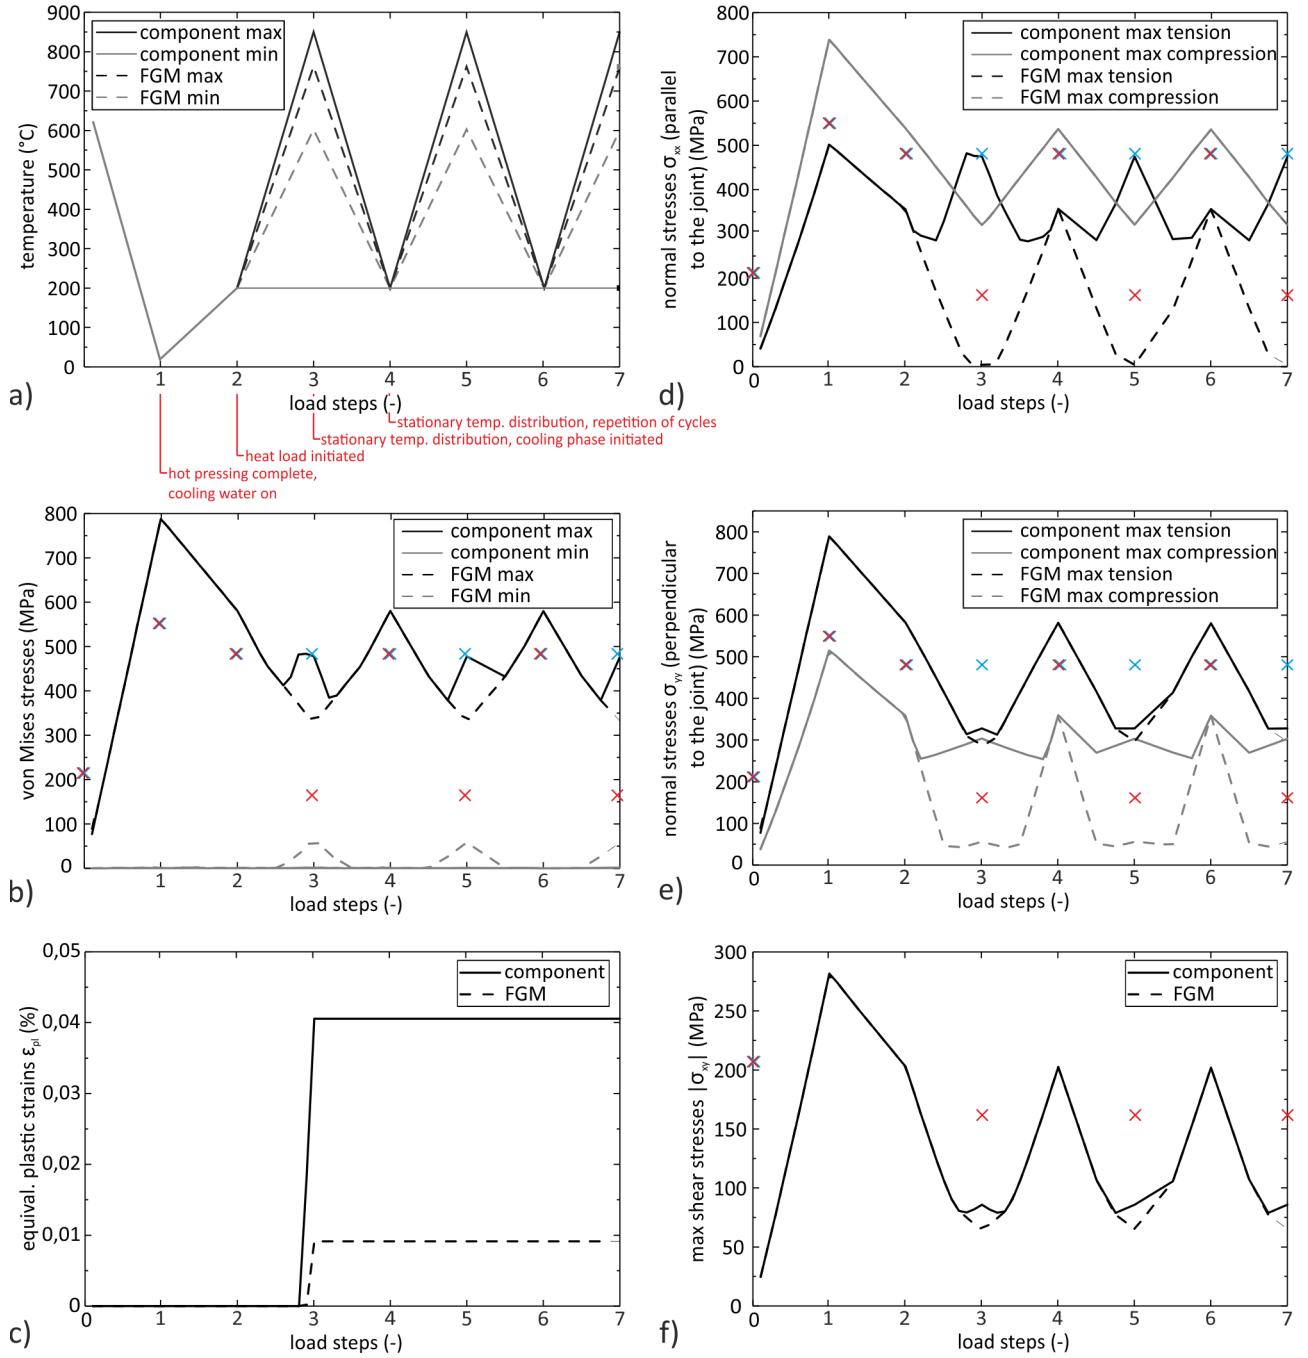 component max
component min
FGM max
FGM min
900
850
800
700
600
500
400
300
200
100
0
temperature (°C)
1 2 3 4 5 6 7
load steps (-)
a)
stationary temp. distribution, repetition of cycles
stationary temp. distribution, cooling phase initiated
heat load initiated
hot pressing complete,
cooling water on
component max tension
component max compression
FGM max tension
FGM max compression
800
700
600
500
400
300
200
100
0
normal stresses σxx (parallel
to the joint) (MPa)
0 1 2 3 4 5 6 7
load steps (-)
d)
component max
component min
FGM max
FGM min
800
700
600
500
400
300
200
100
0
von Mises stresses (MPa)
1 2 3 4 5 6 7
load steps (-)
b)
component max tension
component max compression
FGM max tension
FGM max compression
800
700
600
500
400
300
200
100
0
normal stresses σyy (perpendicular
to the joint) (MPa)
0 1 2 3 4 5 6 7
load steps (-)
e)
component
FGM
0,05
0,04
0,03
0,02
0,01
0
equival. plastic strains εpl (%)
0 1 2 3 4 5 6 7
load steps (-)
c)
component
FGM
300
250
200
150
100
50
0
max shear stresses |σxy| (MPa)
0 1 2 3 4 5 6 7
load steps (-)
f)